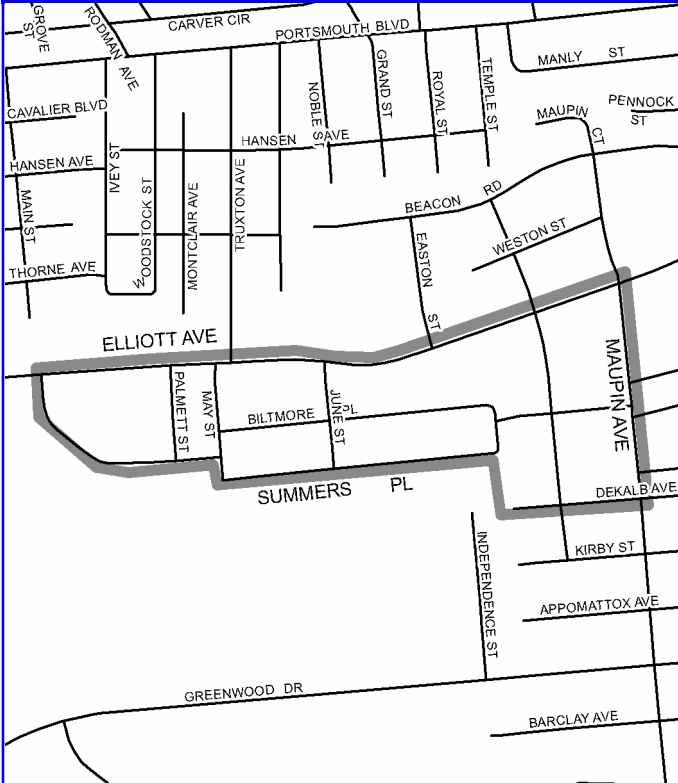 GROVE ST
RODMAN AVE
CARVER CIR
PORTSMOUTH BLVD
MANLY ST
CAVALIER BLVD
NOBLE ST
GRAND ST
ROYAL ST
TEMPLE ST
MAUPIN CT
PENNOCK ST
HANSEN AVE
HANSEN AVE
IVEY ST
WOODSTOCK ST
MONTCLAIR AVE
TRUXTON AVE
MAIN ST
BEACON RD
EASTON ST
WESTON ST
THORNE AVE
ELLIOTT AVE
MAUPIN AVE
PALMETT ST
MAY ST
BILTMORE PL
JUNE ST
SUMMERS PL
DEKALB AVE
INDEPENDENCE ST
KIRBY ST
APPOMATTOX AVE
GREENWOOD DR
BARCLAY AVE